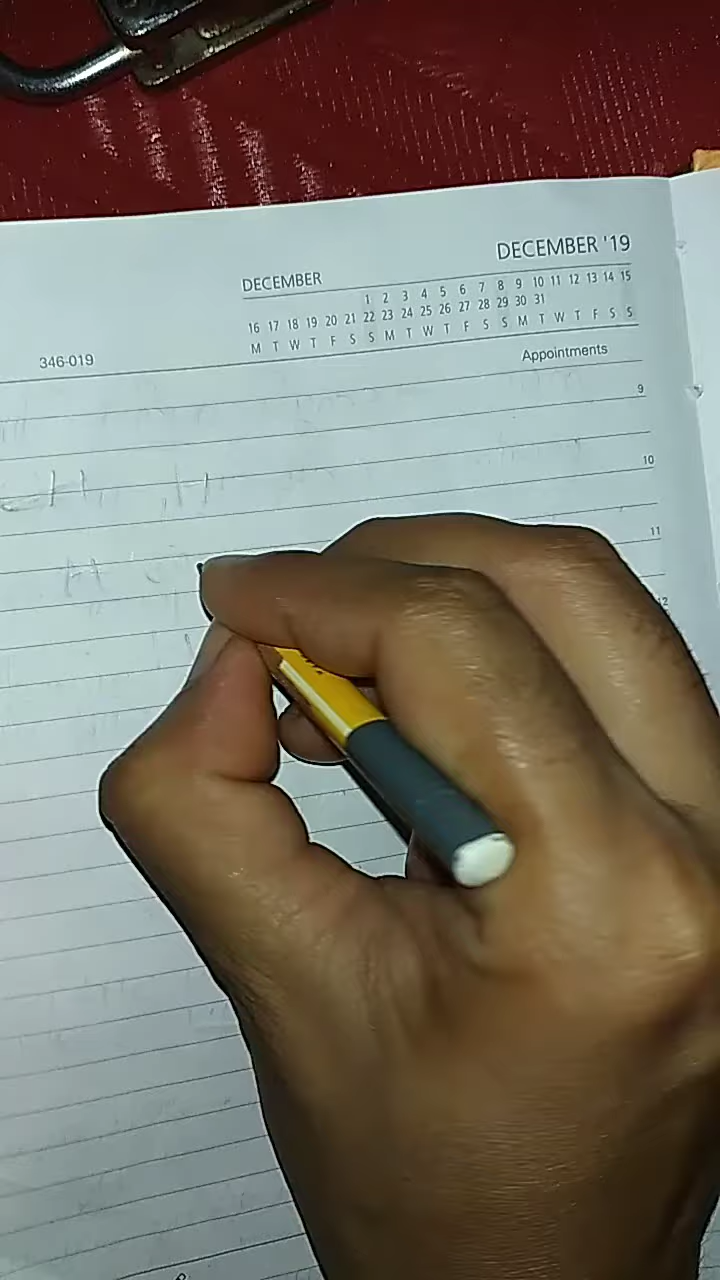 DECEMBER '19
DECEMBER
1 2 3 4 5 6 7 8 9 10 11 12 13 14 15
16 17 18 19 20 21 22 23 24 25 26 27 28 29 30 31
M T W T F S S M T W T F S S M T W T F S S
346-019
Appointments
9
10
H H
11
H
12